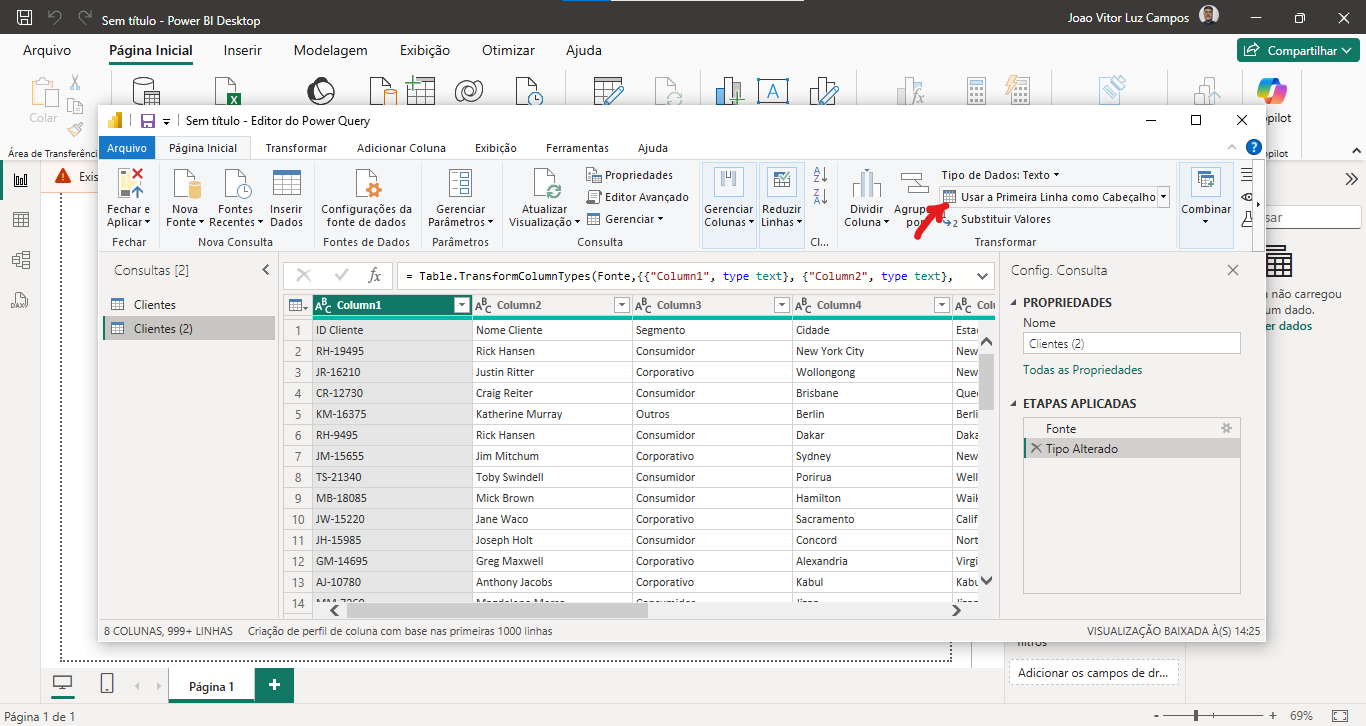 Sem título - Power BI Desktop
Joao Vitor Luz Campos
Arquivo
Página Inicial
Inserir
Modelagem
Exibição
Otimizar
Ajuda
Compartilhar
Colar
Área de Transferênci
opilot
opilot
Exis
Sem título - Editor do Power Query
Arquivo
Página Inicial
Transformar
Adicionar Coluna
Exibição
Ferramentas
Ajuda
Fechar e
Aplicar
Fechar
Nova
Fonte
Fontes
Recentes
Inserir
Dados
Nova Consulta
Configurações da
fonte de dados
Fontes de Dados
Gerenciar
Parâmetros
Parâmetros
Atualizar
Visualização
Propriedades
Editor Avançado
Gerenciar
Consulta
Gerenciar
Colunas
Reduzir
Linhas
Cl...
Dividir
Coluna
Agrup
po
Tipo de Dados: Texto
Usar a Primeira Linha como Cabeçalho
Substituir Valores
Transformar
Combinar
Consultas [2]
Clientes
Clientes (2)
= Table.TransformColumnTypes(Fonte,{{"Column1", type text}, {"Column2", type text},
Column1 Column2 Column3 Column4 Colu
1 ID Cliente Nome Cliente Segmento Cidade Estad
2 RH-19495 Rick Hansen Consumidor New York City New
3 JR-16210 Justin Ritter Corporativo Wollongong New
4 CR-12730 Craig Reiter Consumidor Brisbane Quee
5 KM-16375 Katherine Murray Outros Berlin Berli
6 RH-9495 Rick Hansen Consumidor Dakar Daka
7 JM-15655 Jim Mitchum Corporativo Sydney New
8 TS-21340 Toby Swindell Consumidor Porirua Well
9 MB-18085 Mick Brown Consumidor Hamilton Waik
10 JW-15220 Jane Waco Corporativo Sacramento Calif
11 JH-15985 Joseph Holt Consumidor Concord Nort
12 GM-14695 Greg Maxwell Corporativo Alexandria Virgi
13 AJ-10780 Anthony Jacobs Corporativo Kabul Kabu
14
Config. Consulta
PROPRIEDADES
Nome
Clientes (2)
Todas as Propriedades
ETAPAS APLICADAS
Fonte
Tipo Alterado
8 COLUNAS, 999+ LINHAS
Criação de perfil de coluna com base nas primeiras 1000 linhas
VISUALIZAÇÃO BAIXADA À(S) 14:25
sar
não carregou
um dado.
er dados
filtros
Adicionar os campos de dr...
Página 1
Página 1 de 1
69%